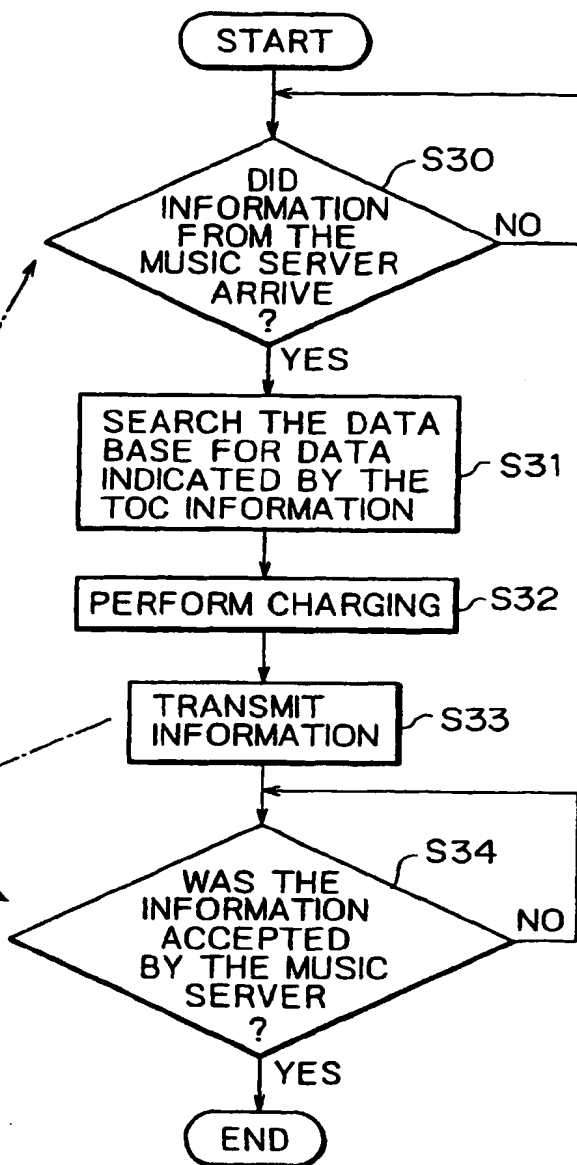 START
S30
DID
INFORMATION
FROM THE
MUSIC SERVER
ARRIVE
?
NO
YES
SEARCH THE DATA
BASE FOR DATA
INDICATED BY THE
TOC INFORMATION
S31
PERFORM CHARGING
S32
TRANSMIT
INFORMATION
S33
S34
WAS THE
INFORMATION
ACCEPTED
BY THE MUSIC
SERVER
?
NO
YES
END